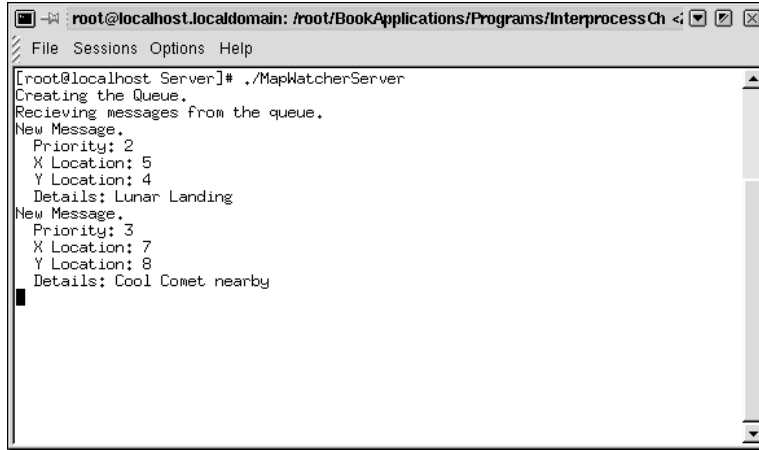 root@localhost.localdomain: /root/BookApplications/Programs/InterprocessCh <2
File Sessions Options Help
[root@localhost Server]# ./MapWatcherServer
Creating the Queue.
Recieving messages from the queue.
New Message.
Priority: 2
X Location: 5
Y Location: 4
Details: Lunar Landing
New Message.
Priority: 3
X Location: 7
Y Location: 8
Details: Cool Comet nearby